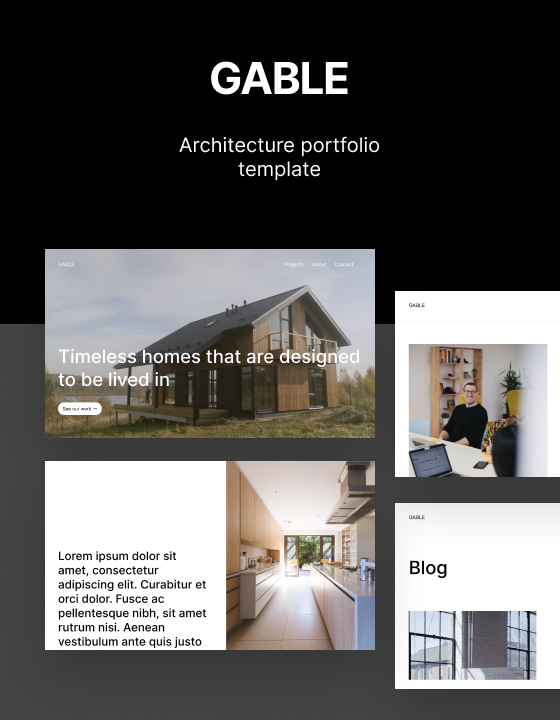 GABLE
Architecture portfolio
template
GABLE
Projects About Contact
Timeless homes that are designed
to be lived in
See our work →
Lorem ipsum dolor sit
amet, consectetur
adipiscing elit. Curabitur et
orci dolor. Fusce ac
pellentesque nibh, sit amet
rutrum nisi. Aenean
vestibulum ante quis justo
GABLE
GABLE
Blog